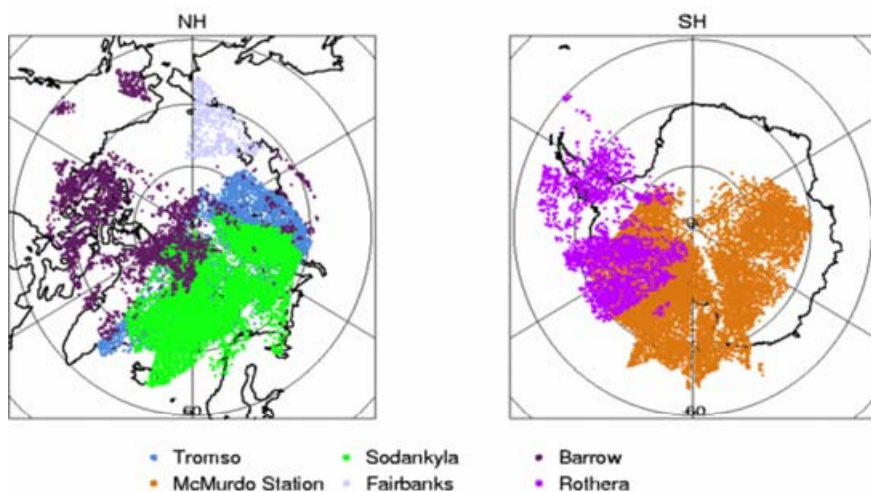 NH
SH
60
-60
Tromso
Sodankyla
Barrow
McMurdo Station
Fairbanks
Rothera